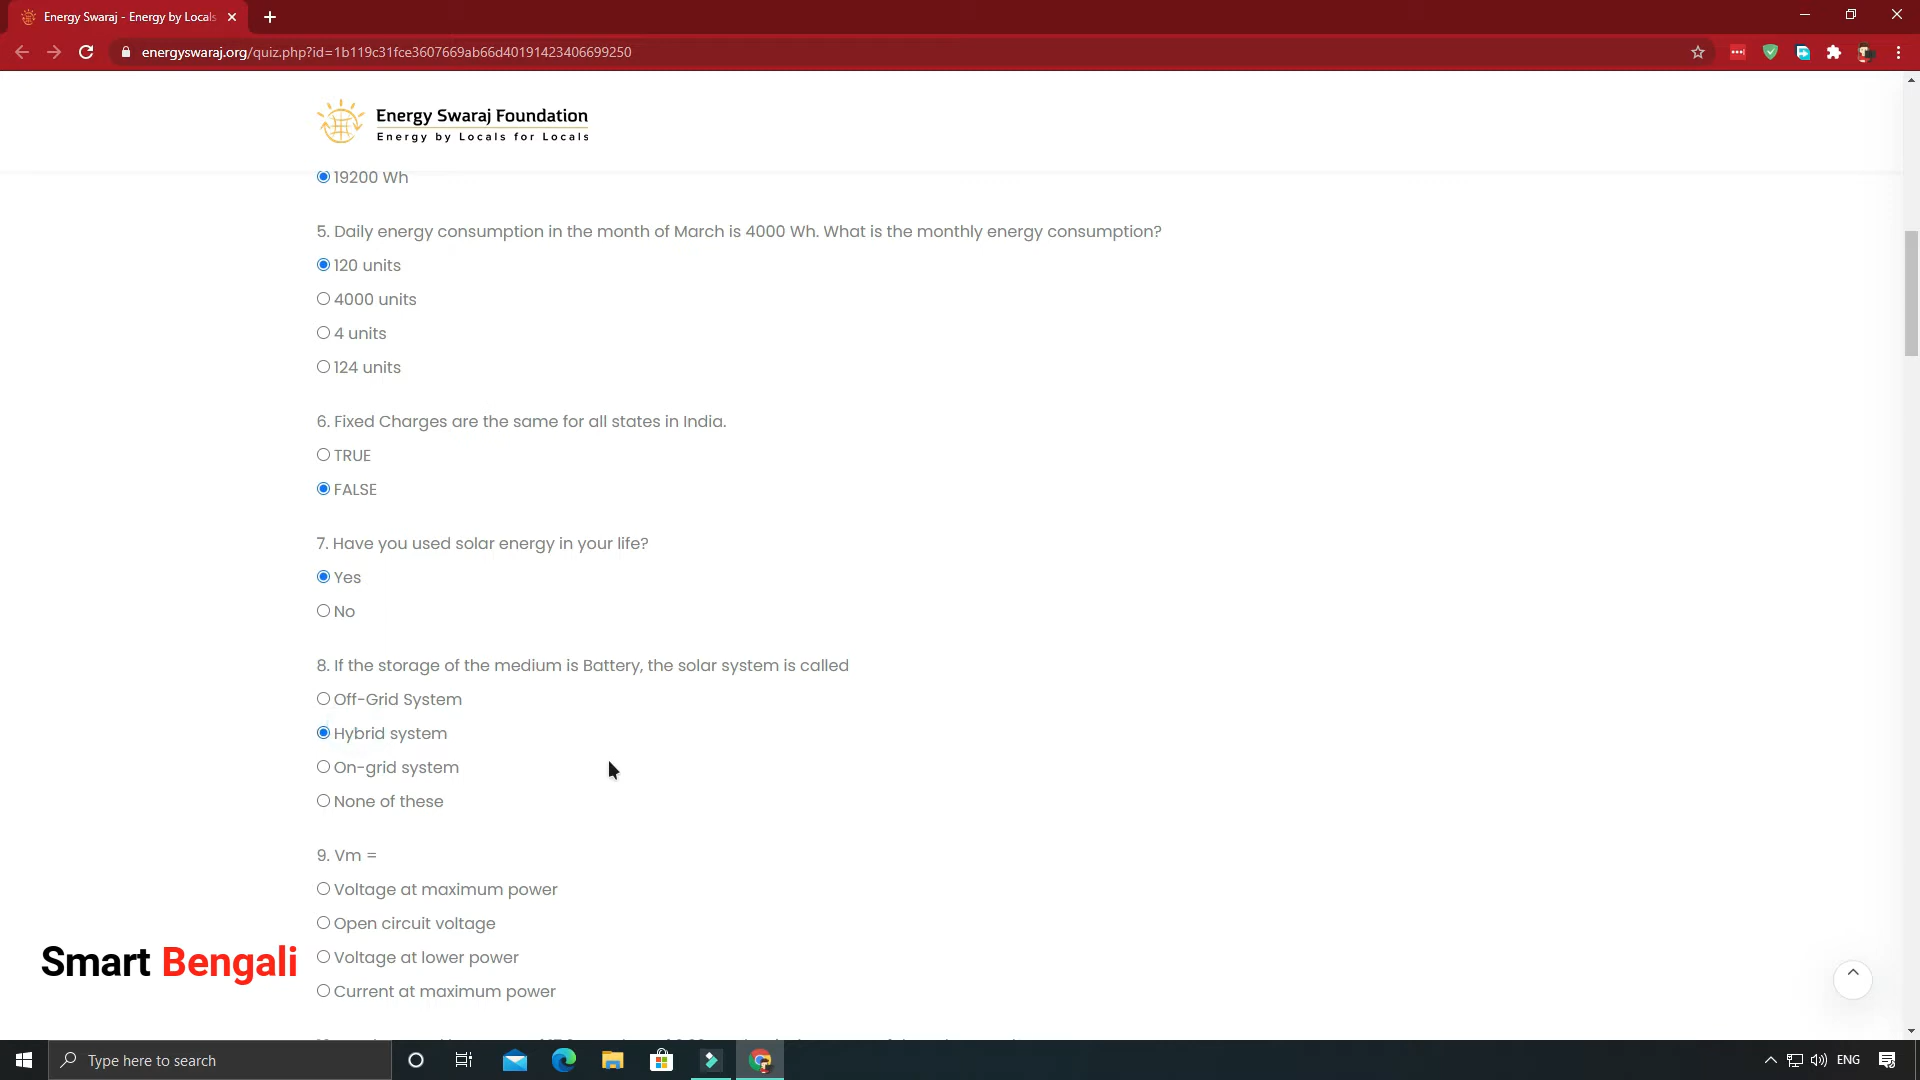 Energy Swaraj - Energy by Locals
energyswaraj.org/quiz.php?id=1b119c31fce3607669ab66d40191423406699250
Energy Swaraj Foundation
Energy by Locals for Locals
19200 Wh
5. Daily energy consumption in the month of March is 4000 Wh. What is the monthly energy consumption?
120 units
4000 units
4 units
124 units
6. Fixed Charges are the same for all states in India.
TRUE
FALSE
7. Have you used solar energy in your life?
Yes
No
8. If the storage of the medium is Battery, the solar system is called
Off-Grid System
Hybrid system
On-grid system
None of these
9. Vm =
Voltage at maximum power
Open circuit voltage
Voltage at lower power
Current at maximum power
Smart Bengali
Type here to search
ENG